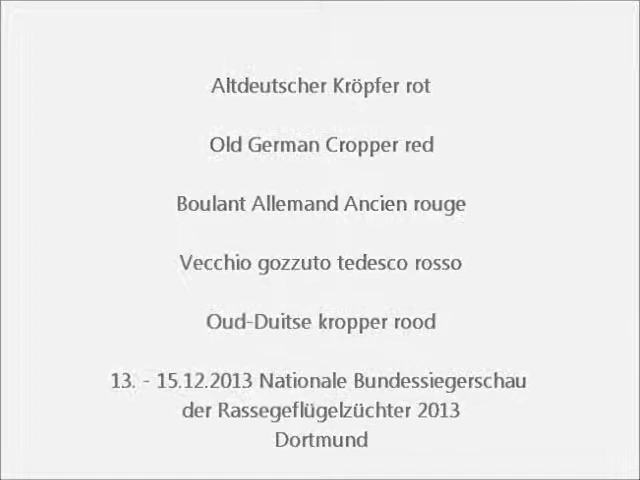 Altdeutscher Kröpfer rot
Old German Cropper red
Boulant Allemand Ancien rouge
Vecchio gozzuto tedesco rosso
Oud-Duitse kropper rood
13. - 15.12.2013 Nationale Bundessiegerschau
der Rassegeflügelzüchter 2013
Dortmund